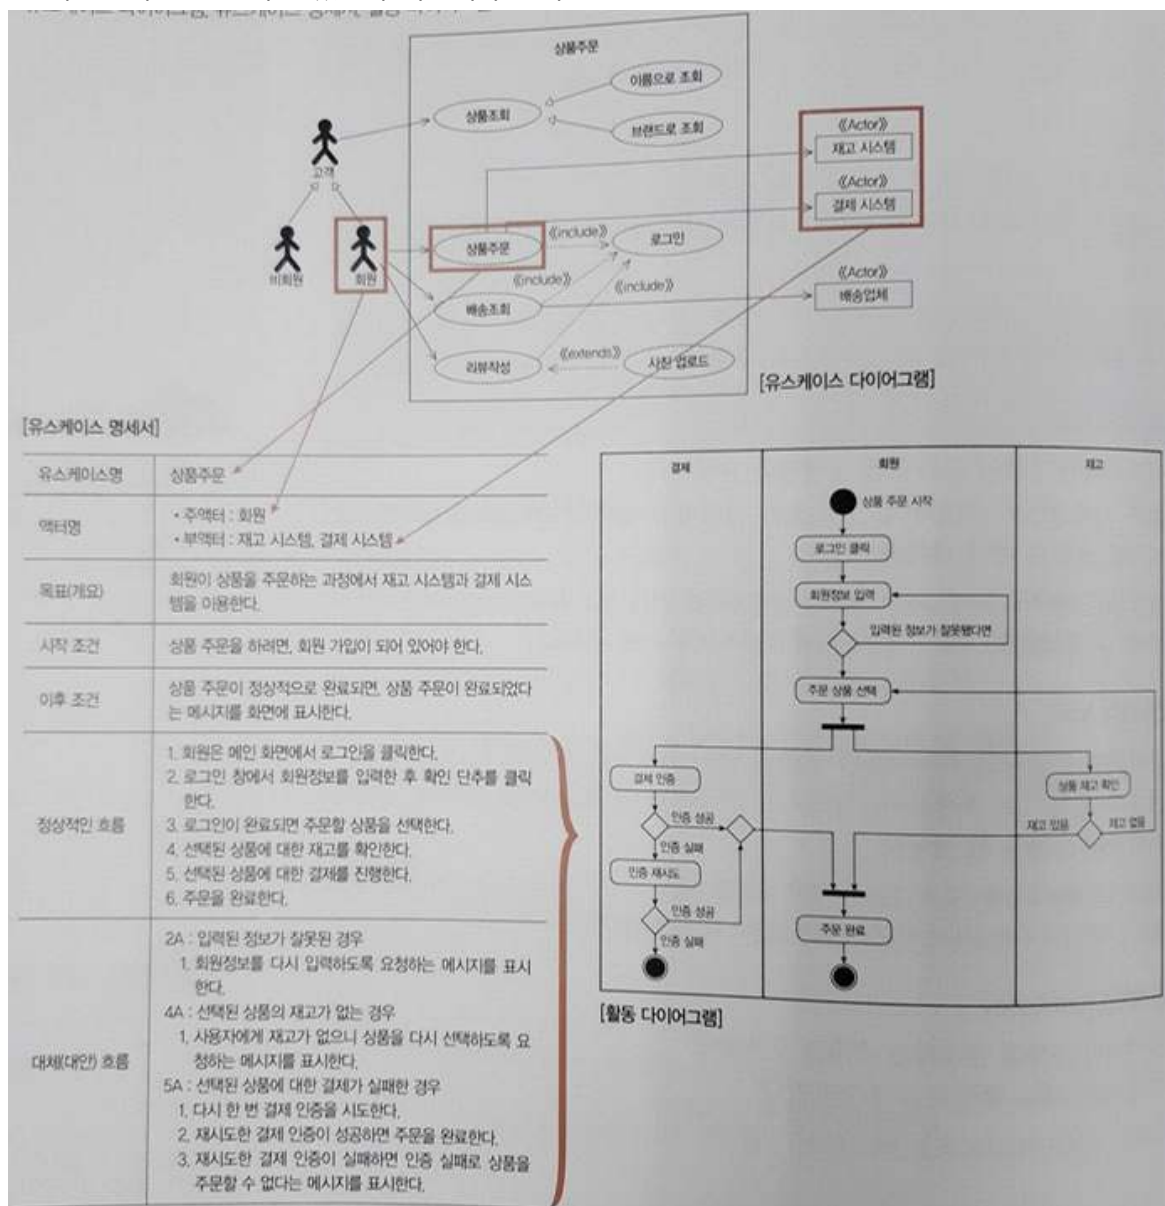 상품주문
이름으로 조회
상품조회
브랜드로 조회
고객
《Actor》
재고 시스템
《Actor》
결제 시스템
상품주문
《include》
로그인
비회원
회원
《include》
《include》
《Actor》
배송업체
배송조회
리뷰작성
《extends》
사진 업로드
[유스케이스 다이어그램]
[유스케이스 명세서]
유스케이스명
상품주문
액터명
• 주액터 : 회원
• 부액터 : 재고 시스템, 결제 시스템
목표(개요)
회원이 상품을 주문하는 과정에서 재고 시스템과 결제 시스
템을 이용한다.
시작 조건
상품 주문을 하려면, 회원 가입이 되어 있어야 한다.
이후 조건
상품 주문이 정상적으로 완료되면, 상품 주문이 완료되었다
는 메시지를 화면에 표시한다.
정상적인 흐름
1. 회원은 메인 화면에서 로그인을 클릭한다.
2. 로그인 창에서 회원정보를 입력한 후 확인 단추를 클릭
한다.
3. 로그인이 완료되면 주문할 상품을 선택한다.
4. 선택된 상품에 대한 재고를 확인한다.
5. 선택된 상품에 대한 결제를 진행한다.
6. 주문을 완료한다.
대체(대안) 흐름
2A : 입력된 정보가 잘못된 경우
1. 회원정보를 다시 입력하도록 요청하는 메시지를 표시
한다.
4A : 선택된 상품의 재고가 없는 경우
1. 사용자에게 재고가 없으니 상품을 다시 선택하도록 요
청하는 메시지를 표시한다.
5A : 선택된 상품에 대한 결제가 실패한 경우
1. 다시 한 번 결제 인증을 시도한다.
2. 재시도한 결제 인증이 성공하면 주문을 완료한다.
3. 재시도한 결제 인증이 실패하면 인증 실패로 상품을
주문할 수 없다는 메시지를 표시한다.
결제
회원
재고
상품 주문 시작
로그인 클릭
회원정보 입력
입력된 정보가 잘못됐다면
주문 상품 선택
결제 인증
상품 재고 확인
인증 성공
재고 있음
재고 없음
인증 실패
인증 재시도
인증 성공
인증 실패
주문 완료
[활동 다이어그램]